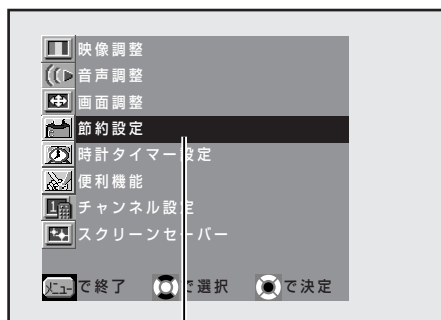 映像調整
音声調整
画面調整
節約設定
時計タイマー設定
便利機能
チャンネル設定
スクリーンセーバー
メニューで終了 で選択 で決定